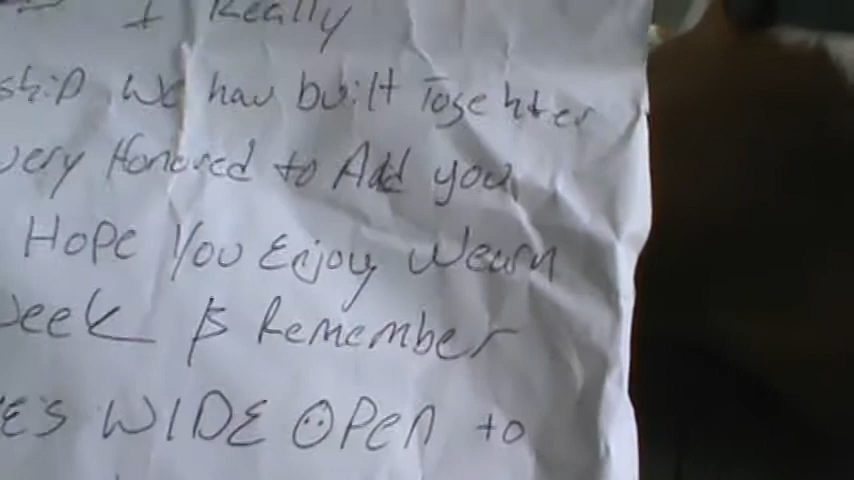 I Really
ship We hav built Togehter
very Honored to Add you
Hope You Enjoy Wearn
week & Remember
WIDE OPEN to